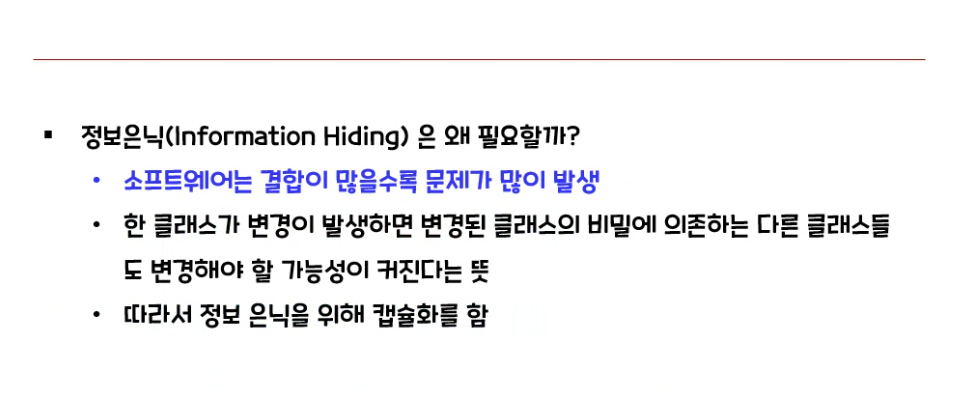 ▪ 정보은닉(Information Hiding) 은 왜 필요할까?
• 소프트웨어는 결합이 많을수록 문제가 많이 발생
• 한 클래스가 변경이 발생하면 변경된 클래스의 비밀에 의존하는 다른 클래스들
도 변경해야 할 가능성이 커진다는 뜻
• 따라서 정보 은닉을 위해 캡슐화를 함